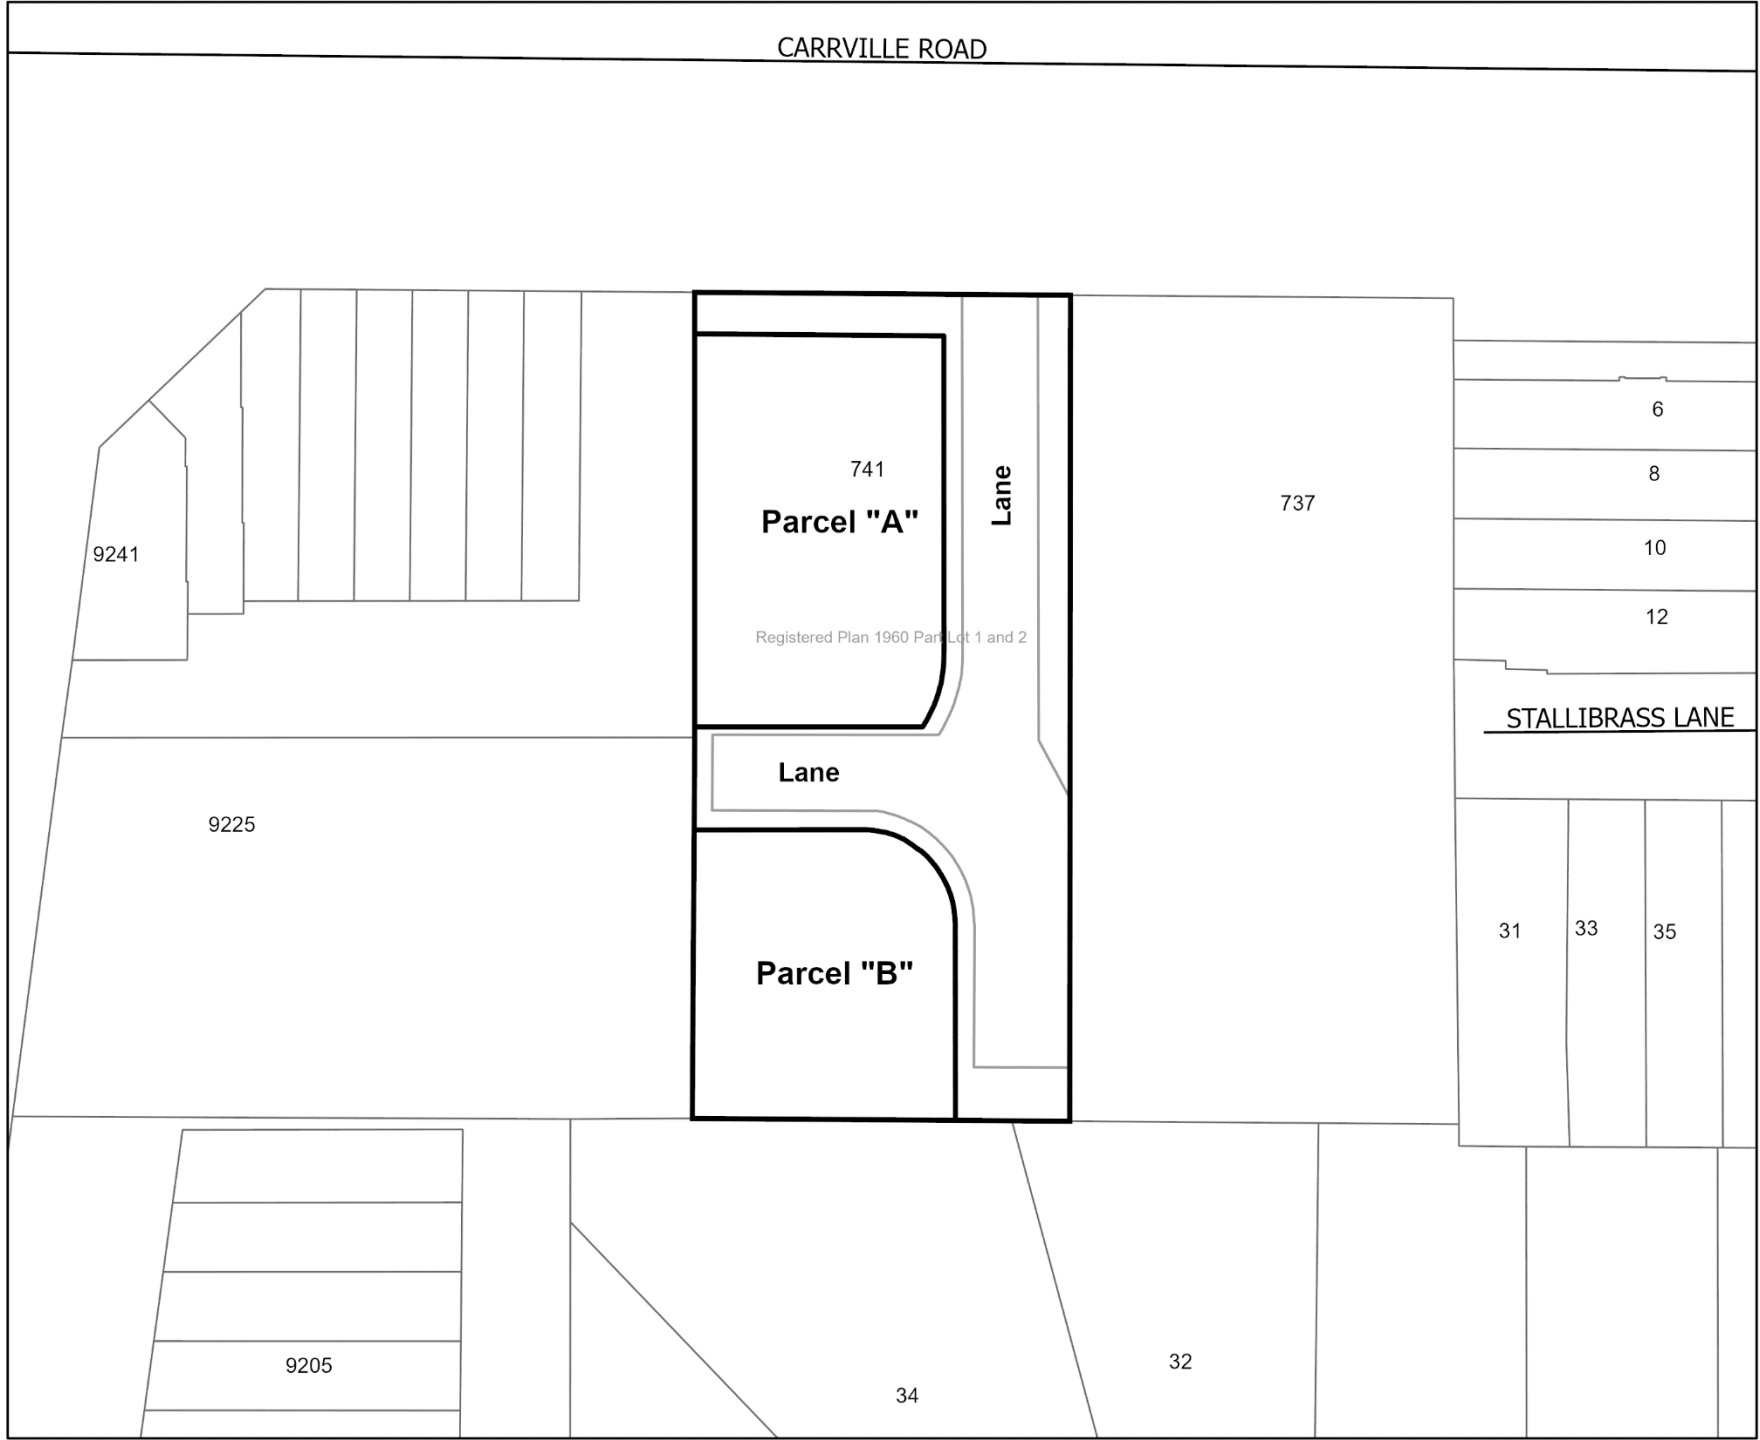 CARRVILLE ROAD
6
741
Lane
8
737
Parcel "A"
10
9241
12
Registered Plan 1960 Part Lot 1 and 2
STALLIBRASS LANE
Lane
9225
31
33
35
Parcel "B"
9205
32
34